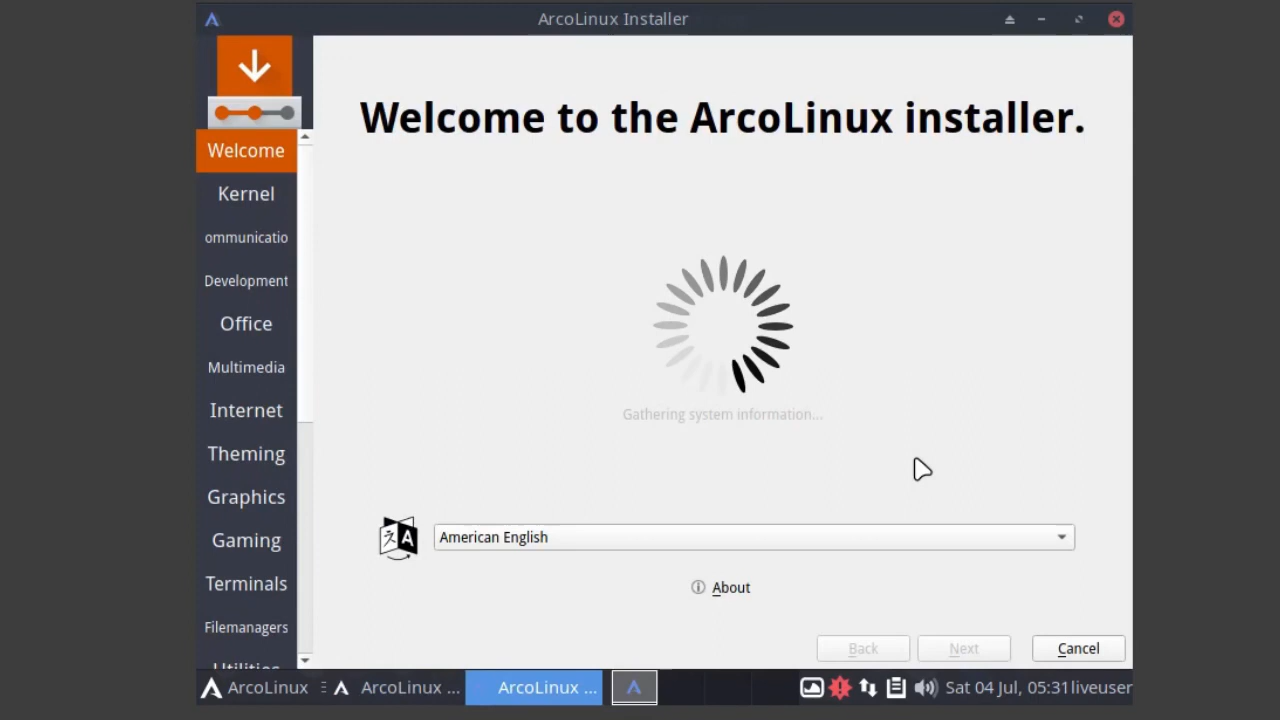 ArcoLinux Installer
Welcome to the ArcoLinux installer.
Welcome
Kernel
ommunicatio
Development
Office
Multimedia
Internet
Theming
Graphics
Gaming
Terminals
Filemanagers
Utilities
Gathering system information...
American English
About
Back
Next
Cancel
ArcoLinux
ArcoLinux ...
ArcoLinux ...
Sat 04 Jul, 05:31liveuser